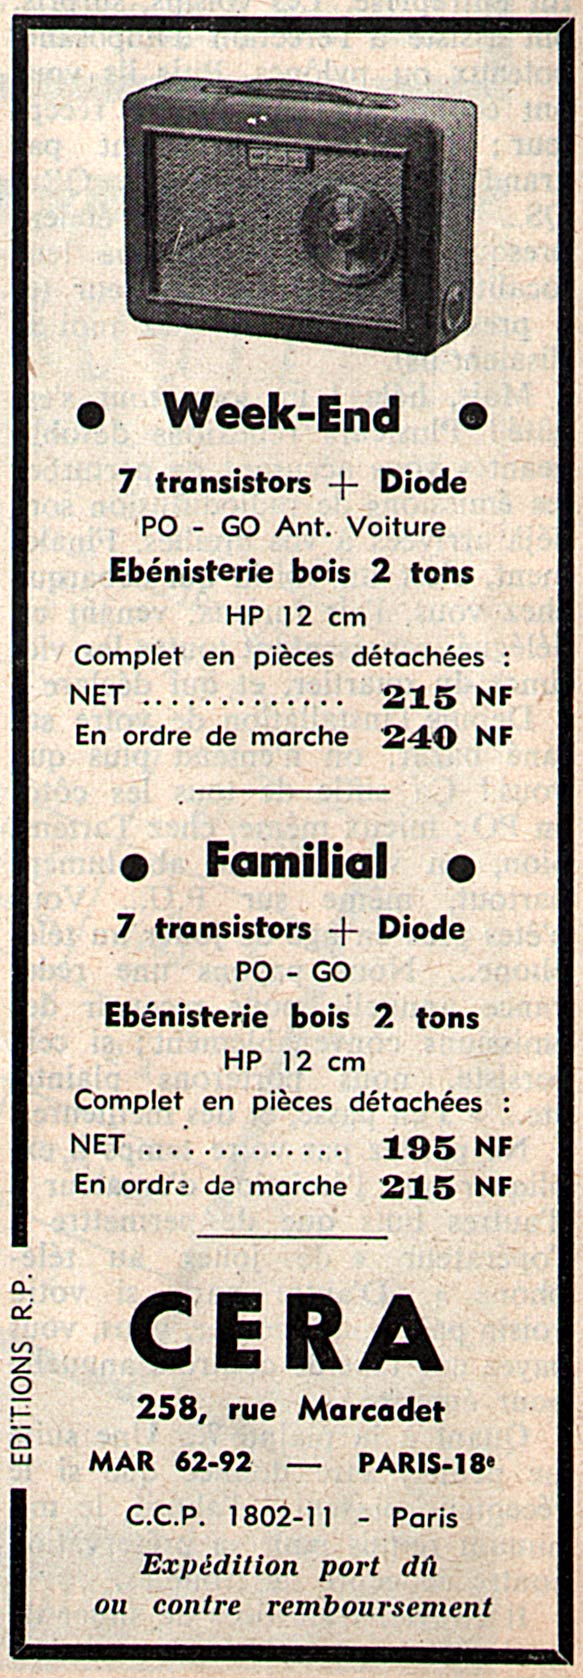 ● Week-End ●
7 transistors + Diode
PO - GO Ant. Voiture
Ebénisterie bois 2 tons
HP 12 cm
Complet en pièces détachées :
NET .............. 215 NF
En ordre de marche 240 NF
● Familial ●
7 transistors + Diode
PO - GO
Ebénisterie bois 2 tons
HP 12 cm
Complet en pièces détachées :
NET .............. 195 NF
En ordre de marche 215 NF
CERA
258, rue Marcadet
MAR 62-92 — PARIS-18e
C.C.P. 1802-11 - Paris
Expédition port dû
ou contre remboursement
EDITIONS R.P.